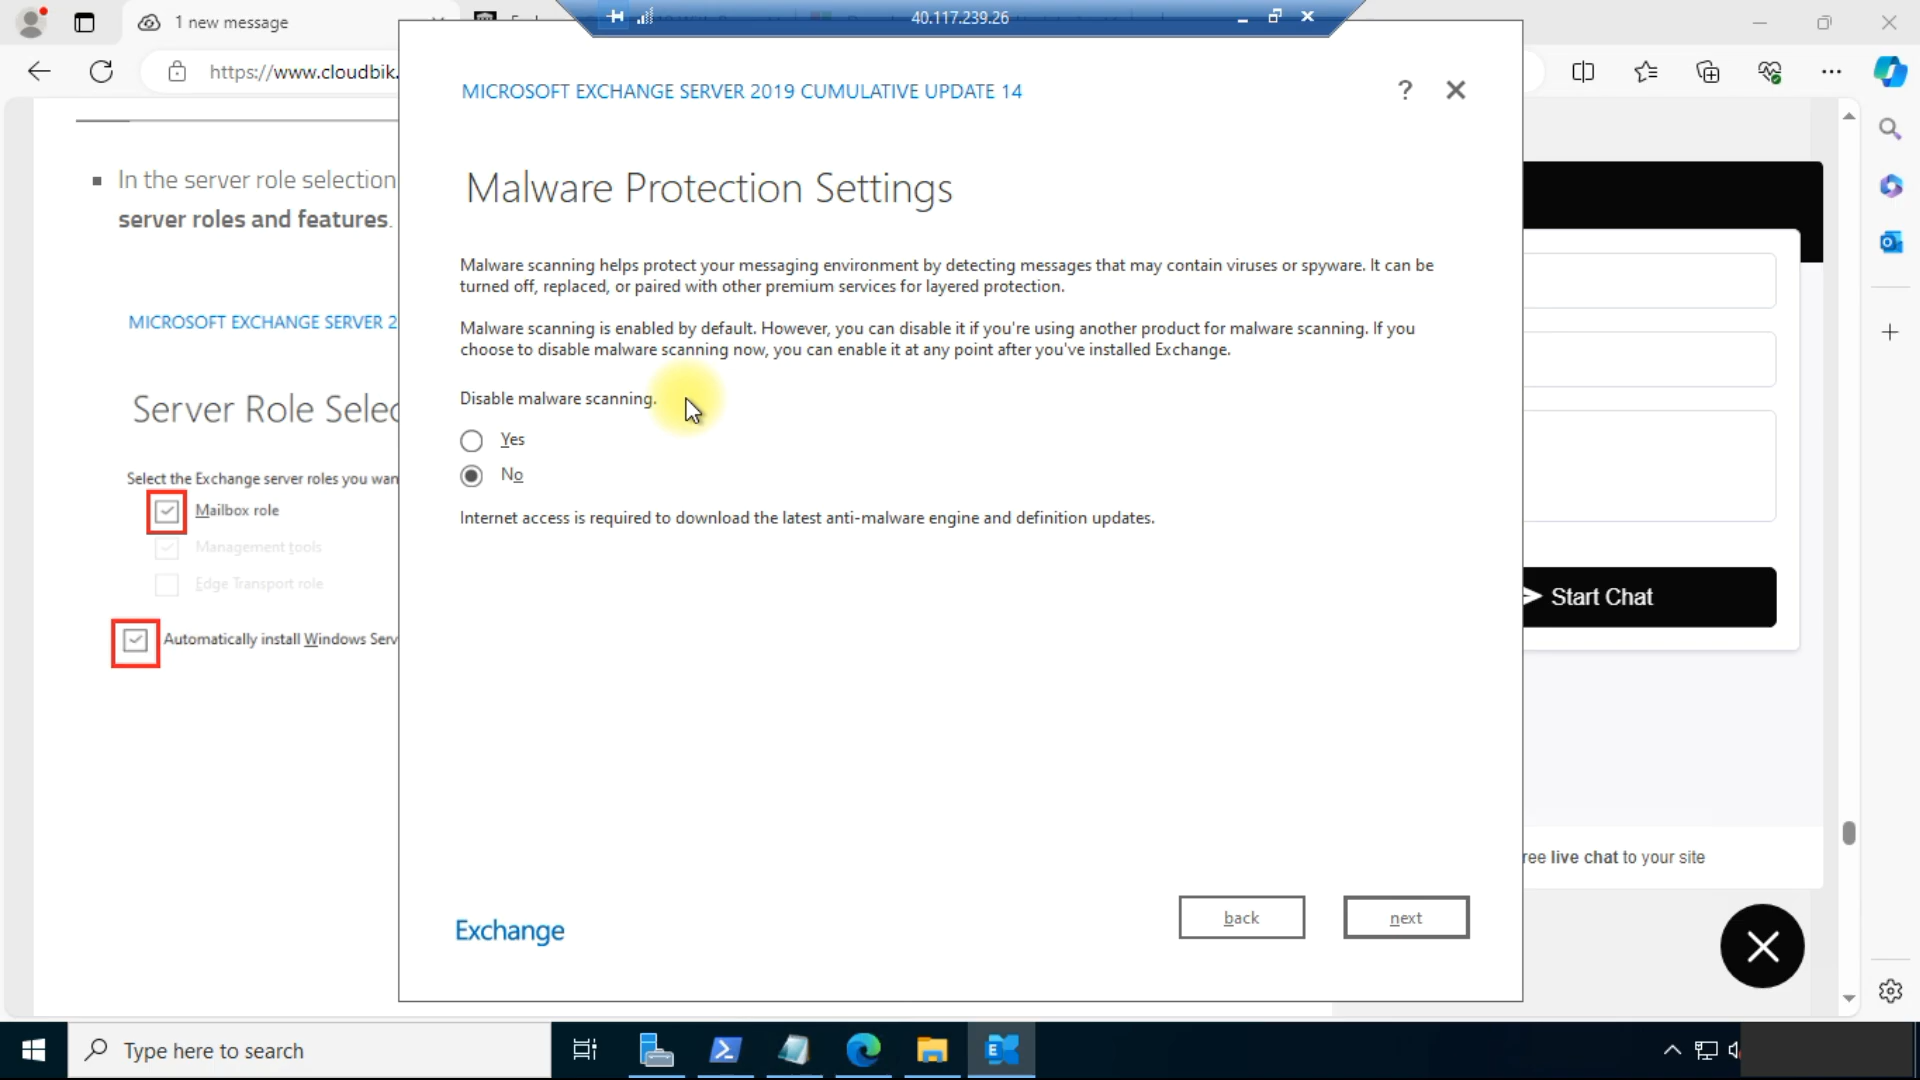 1 new message
40.117.239.26
https://www.cloudbik.
MICROSOFT EXCHANGE SERVER 2019 CUMULATIVE UPDATE 14
?
Malware Protection Settings
Malware scanning helps protect your messaging environment by detecting messages that may contain viruses or spyware. It can be
turned off, replaced, or paired with other premium services for layered protection.
Malware scanning is enabled by default. However, you can disable it if you're using another product for malware scanning. If you
choose to disable malware scanning now, you can enable it at any point after you've installed Exchange.
Disable malware scanning.
Yes
No
Internet access is required to download the latest anti-malware engine and definition updates.
Exchange
back
next
In the server role selection
server roles and features.
MICROSOFT EXCHANGE SERVER 2
Server Role Selec
Select the Exchange server roles you wan
Mailbox role
Management tools
Edge Transport role
Automatically install Windows Serv
Start Chat
ree live chat to your site
Type here to search